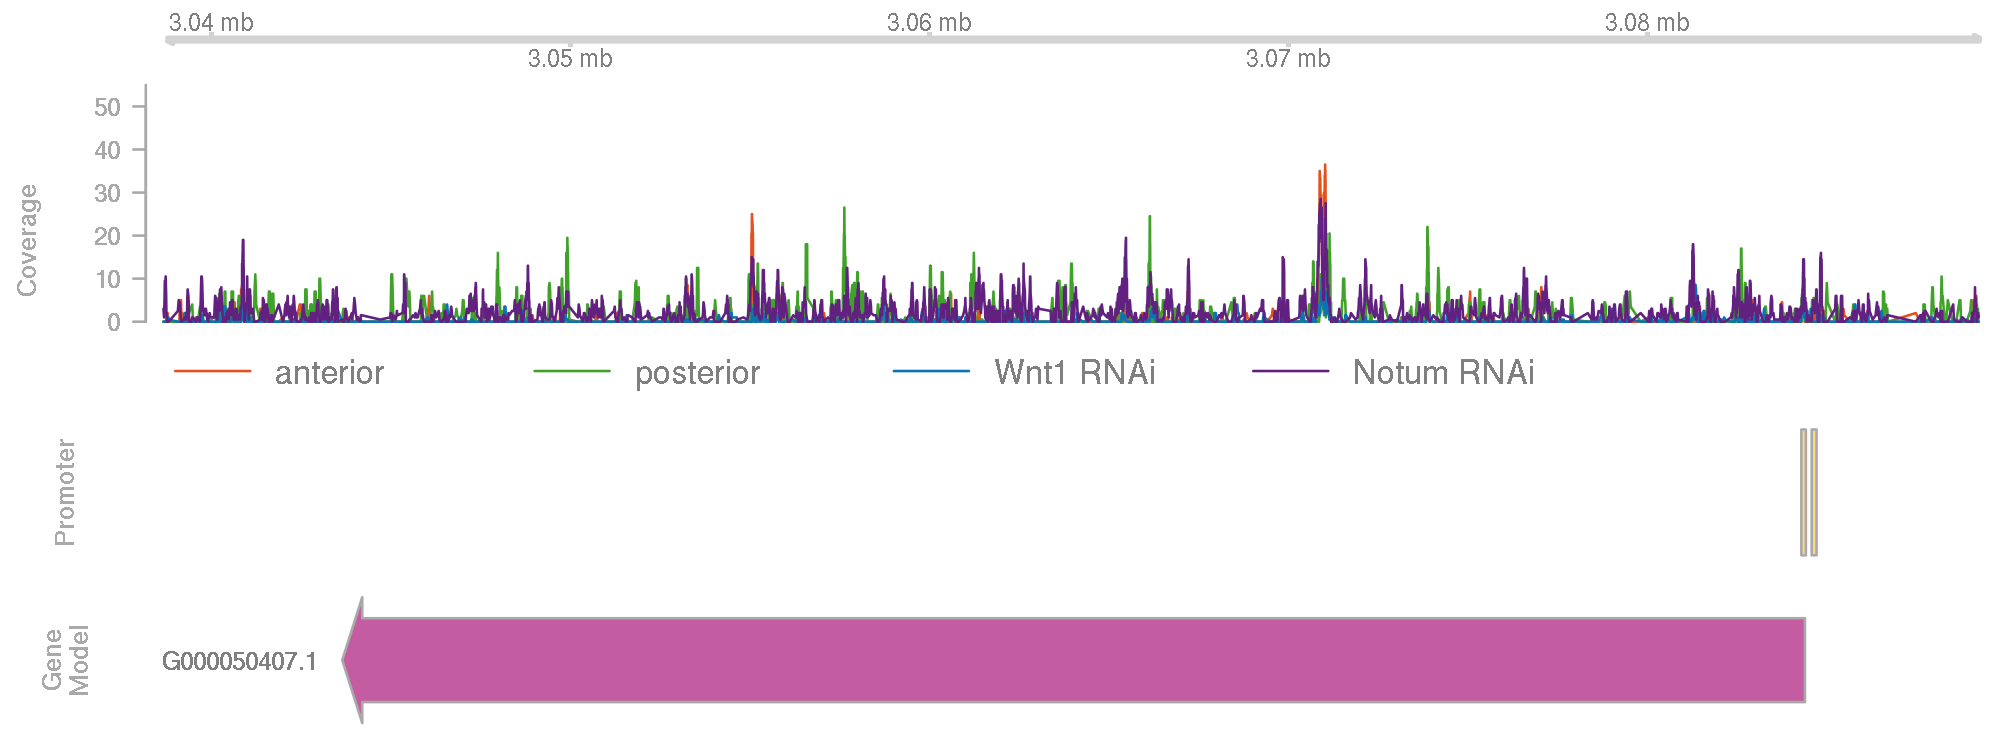 3.04 mb
3.06 mb
3.08 mb
3.05 mb
3.07 mb
50
40
30
20
10
0
Coverage
anterior
posterior
Wnt1 RNAi
Notum RNAi
Promoter
Gene
Model
G000050407.1